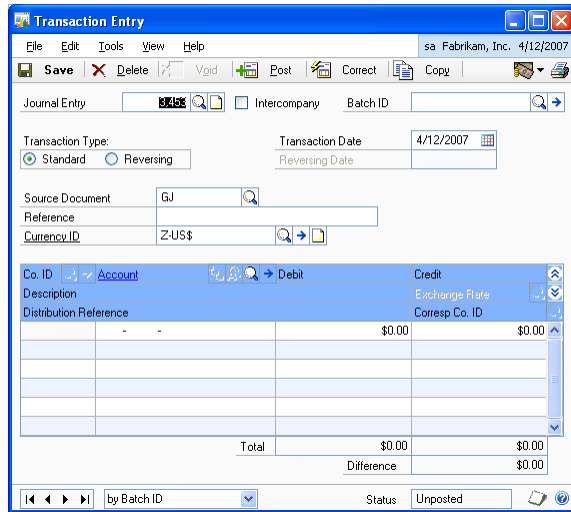 Transaction Entry
File Edit Tools View Help sa Fabrikam, Inc. 4/12/2007
Save Delete Void Post Correct Copy
Journal Entry 3,453 Intercompany Batch ID
Transaction Type: Transaction Date 4/12/2007
Standard Reversing Reversing Date
Source Document GJ
Reference
Currency ID Z-US$
Co. ID Account Debit Credit
Description Exchange Rate
Distribution Reference Corresp Co. ID
- - $0.00 $0.00
Total $0.00 $0.00
Difference $0.00
by Batch ID Status Unposted